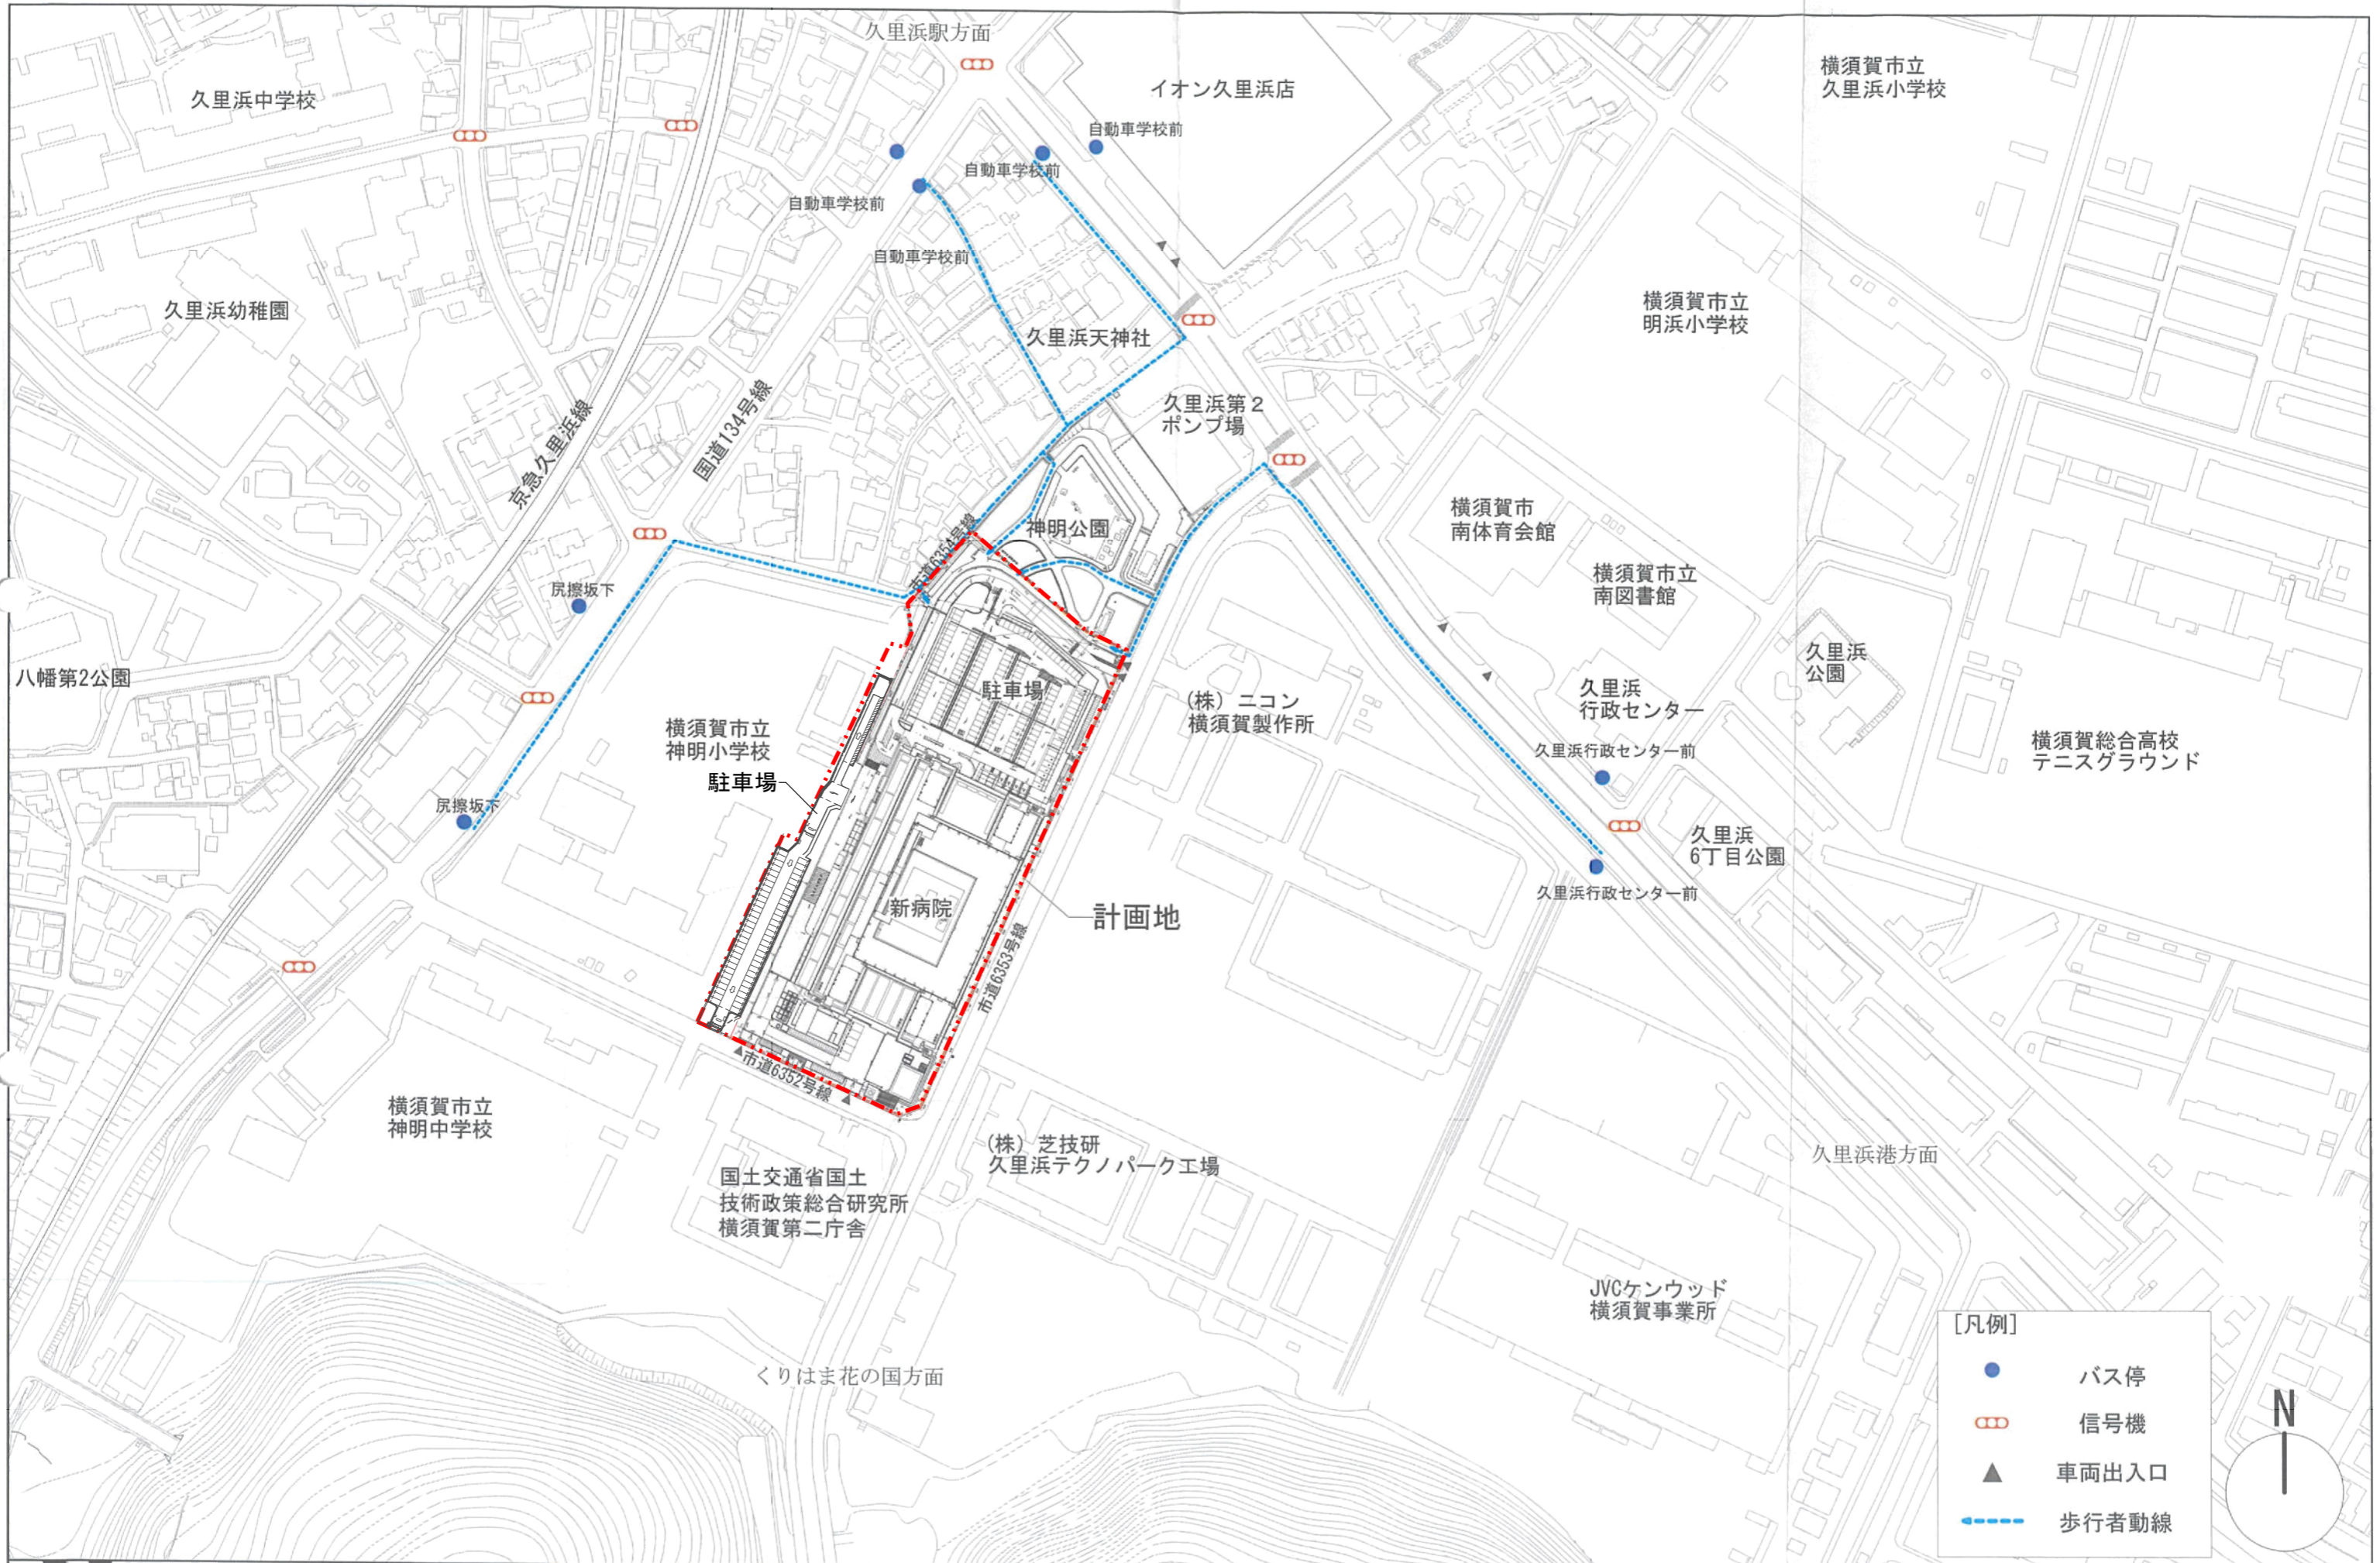 久里浜駅方面
久里浜中学校
イオン久里浜店
横須賀市立
久里浜小学校
自動車学校前
自動車学校前
自動車学校前
自動車学校前
久里浜幼稚園
久里浜天神社
横須賀市立
明浜小学校
京急久里浜線
国道134号線
久里浜第2
ポンプ場
神明公園
市道6354号線
横須賀市
南体育会館
横須賀市立
南図書館
尻擦坂下
八幡第2公園
久里浜
公園
駐車場
(株)ニコン
横須賀製作所
久里浜
行政センター
久里浜行政センター前
横須賀市立
神明小学校
駐車場
横須賀総合高校
テニスグラウンド
尻擦坂下
久里浜
6丁目公園
久里浜行政センター前
新病院
計画地
市道6353号線
市道6352号線
横須賀市立
神明中学校
(株)芝技研
久里浜テクノパーク工場
国土交通省国土
技術政策総合研究所
横須賀第二庁舎
久里浜港方面
JVCケンウッド
横須賀事業所
くりはま花の国方面
[凡例]
バス停
信号機
車両出入口
歩行者動線
N